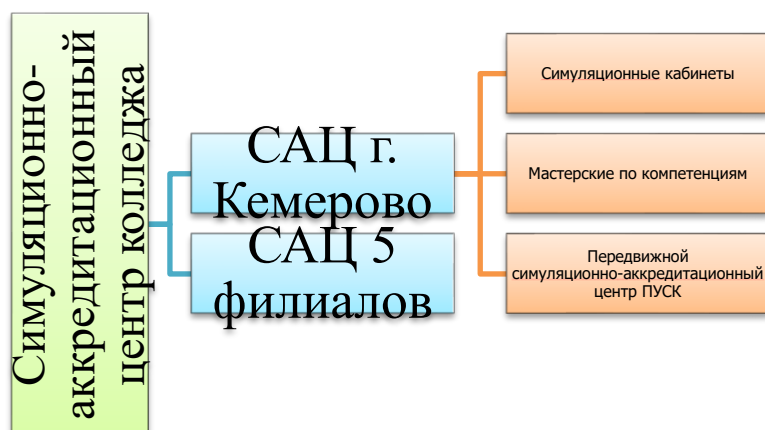 Симуляционно-
аккредитационный
центр колледжа
САЦ г.
Кемерово
САЦ 5
филиалов
Симуляционные кабинеты
Мастерские по компетенциям
Передвижной
симуляционно-аккредитационный
центр ПУСК